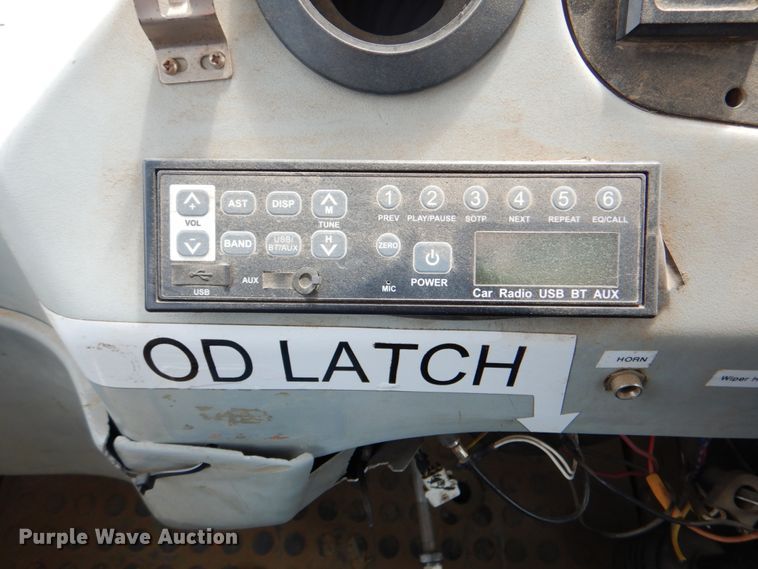 +
VOL
-
AST
DISP
M
TUNE
BAND
USB/
BT/AUX
H
1
PREV
2
PLAY/PAUSE
3
SOTP
4
NEXT
5
REPEAT
6
EQ/CALL
ZERO
MIC
POWER
USB
AUX
Car Radio USB BT AUX
OD LATCH
HORN
Wiper
Purple Wave Auction